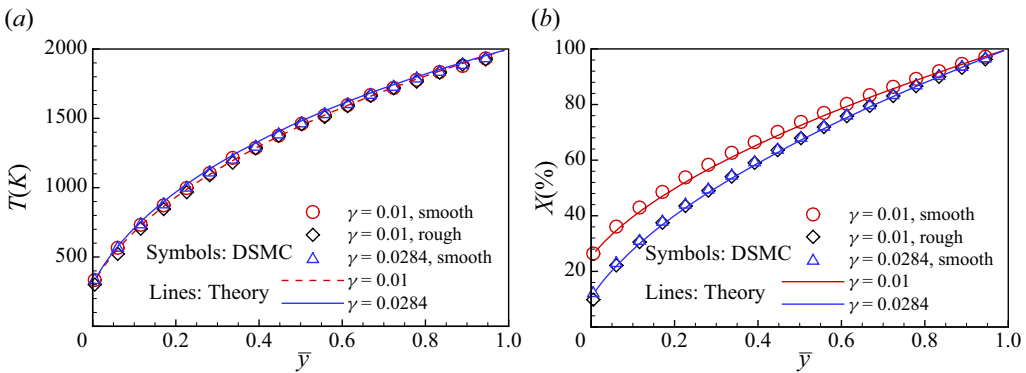 (a)
2000
1500
1000
500
0
T(K)
γ = 0.01, smooth
γ = 0.01, rough
Symbols: DSMC γ = 0.0284, smooth
Lines: Theory γ = 0.01
γ = 0.0284
0 0.2 0.4 0.6 0.8 1.0
y̅
(b)
100
80
60
40
20
0
X(%)
γ = 0.01, smooth
γ = 0.01, rough
Symbols: DSMC γ = 0.0284, smooth
Lines: Theory γ = 0.01
γ = 0.0284
0 0.2 0.4 0.6 0.8 1.0
y̅